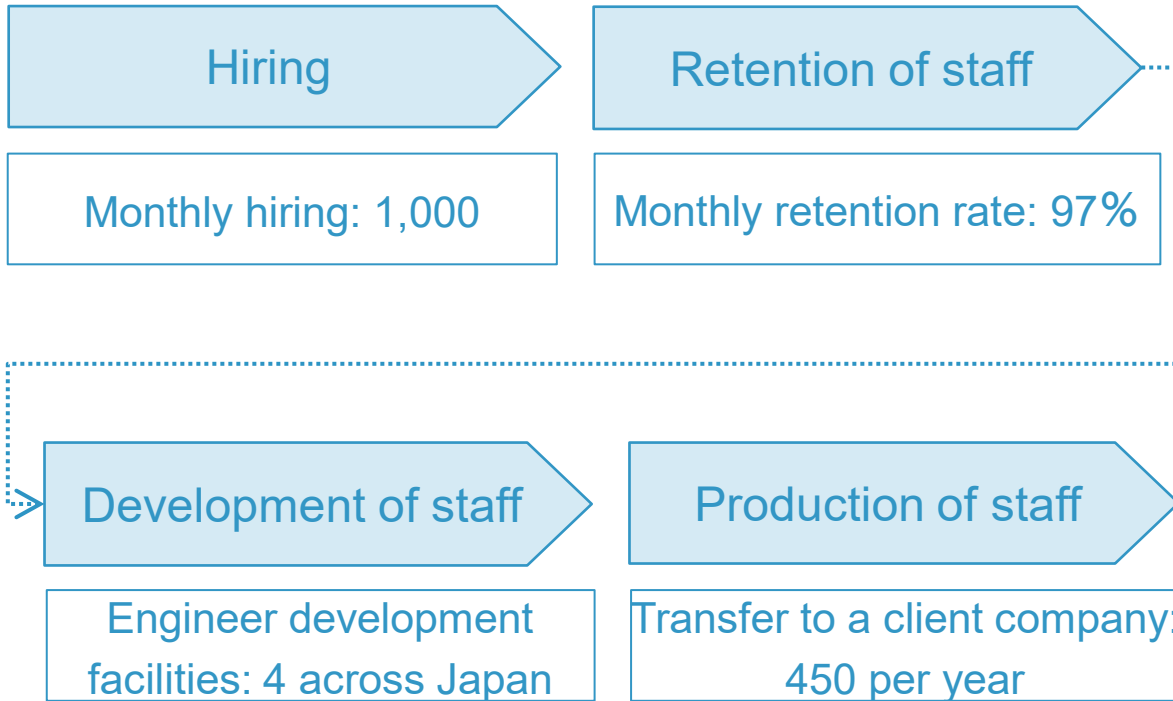 Hiring
Retention of staff
Monthly hiring: 1,000
Monthly retention rate: 97%
Development of staff
Production of staff
Engineer development
facilities: 4 across Japan
Transfer to a client company:
450 per year